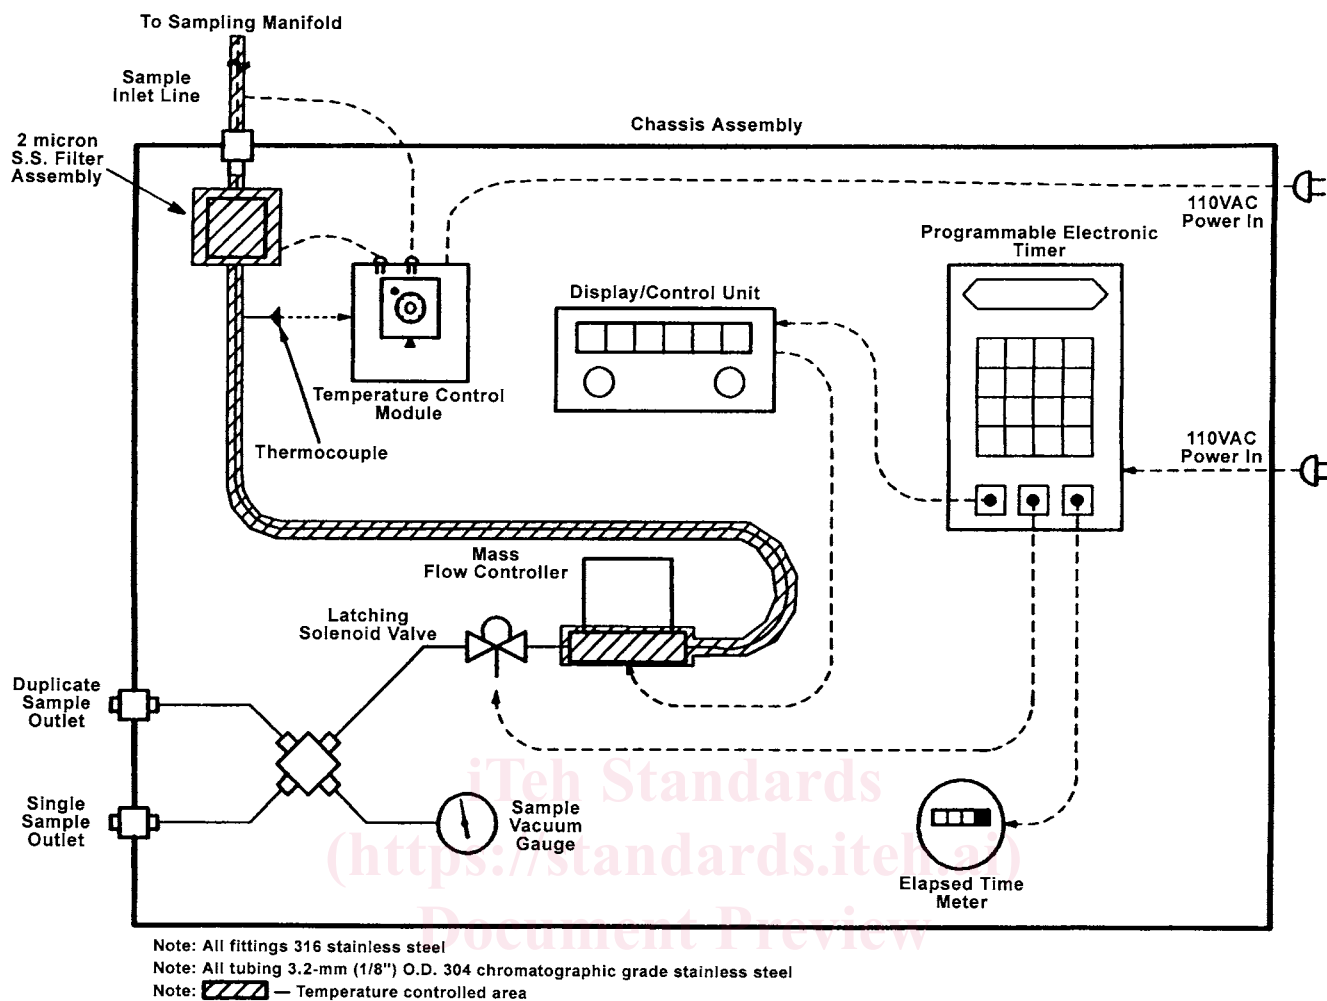 To Sampling Manifold
Sample
Inlet Line
2 micron
S.S. Filter
Assembly
Chassis Assembly
110VAC
Power In
Programmable Electronic
Timer
Display/Control Unit
Temperature Control
Module
Thermocouple
110VAC
Power In
Mass
Flow Controller
Latching
Solenoid Valve
Duplicate
Sample
Outlet
Single
Sample
Outlet
Sample
Vacuum
Gauge
Elapsed Time
Meter
iTeh Standards
(https://standards.iteh.ai)
Document Preview
Note: All fittings 316 stainless steel
Note: All tubing 3.2-mm (1/8") O.D. 304 chromatographic grade stainless steel
Note: — Temperature controlled area